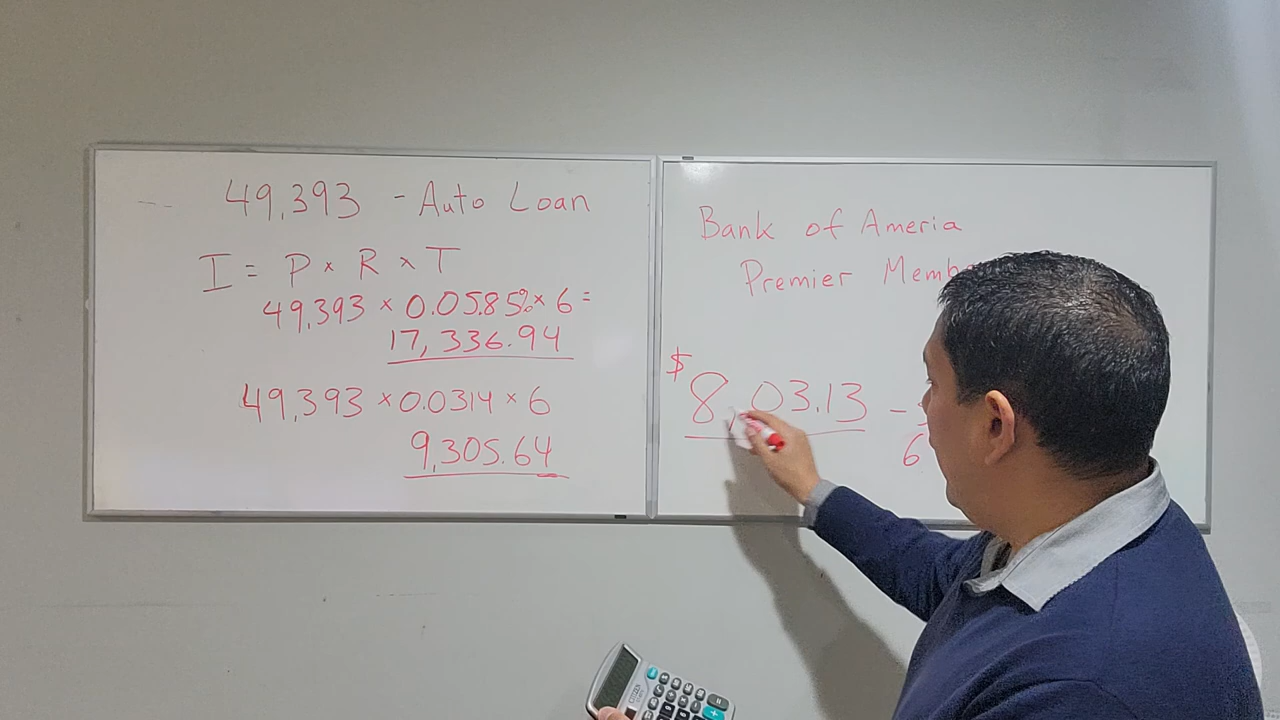 49,393 - Auto Loan
I = P x R x T
49,393 x 0.0585% x 6 =
17,336.94
49,393 x 0.0314 x 6
9,305.64
Bank of Ameria
Premier
$8,03.13 -
6